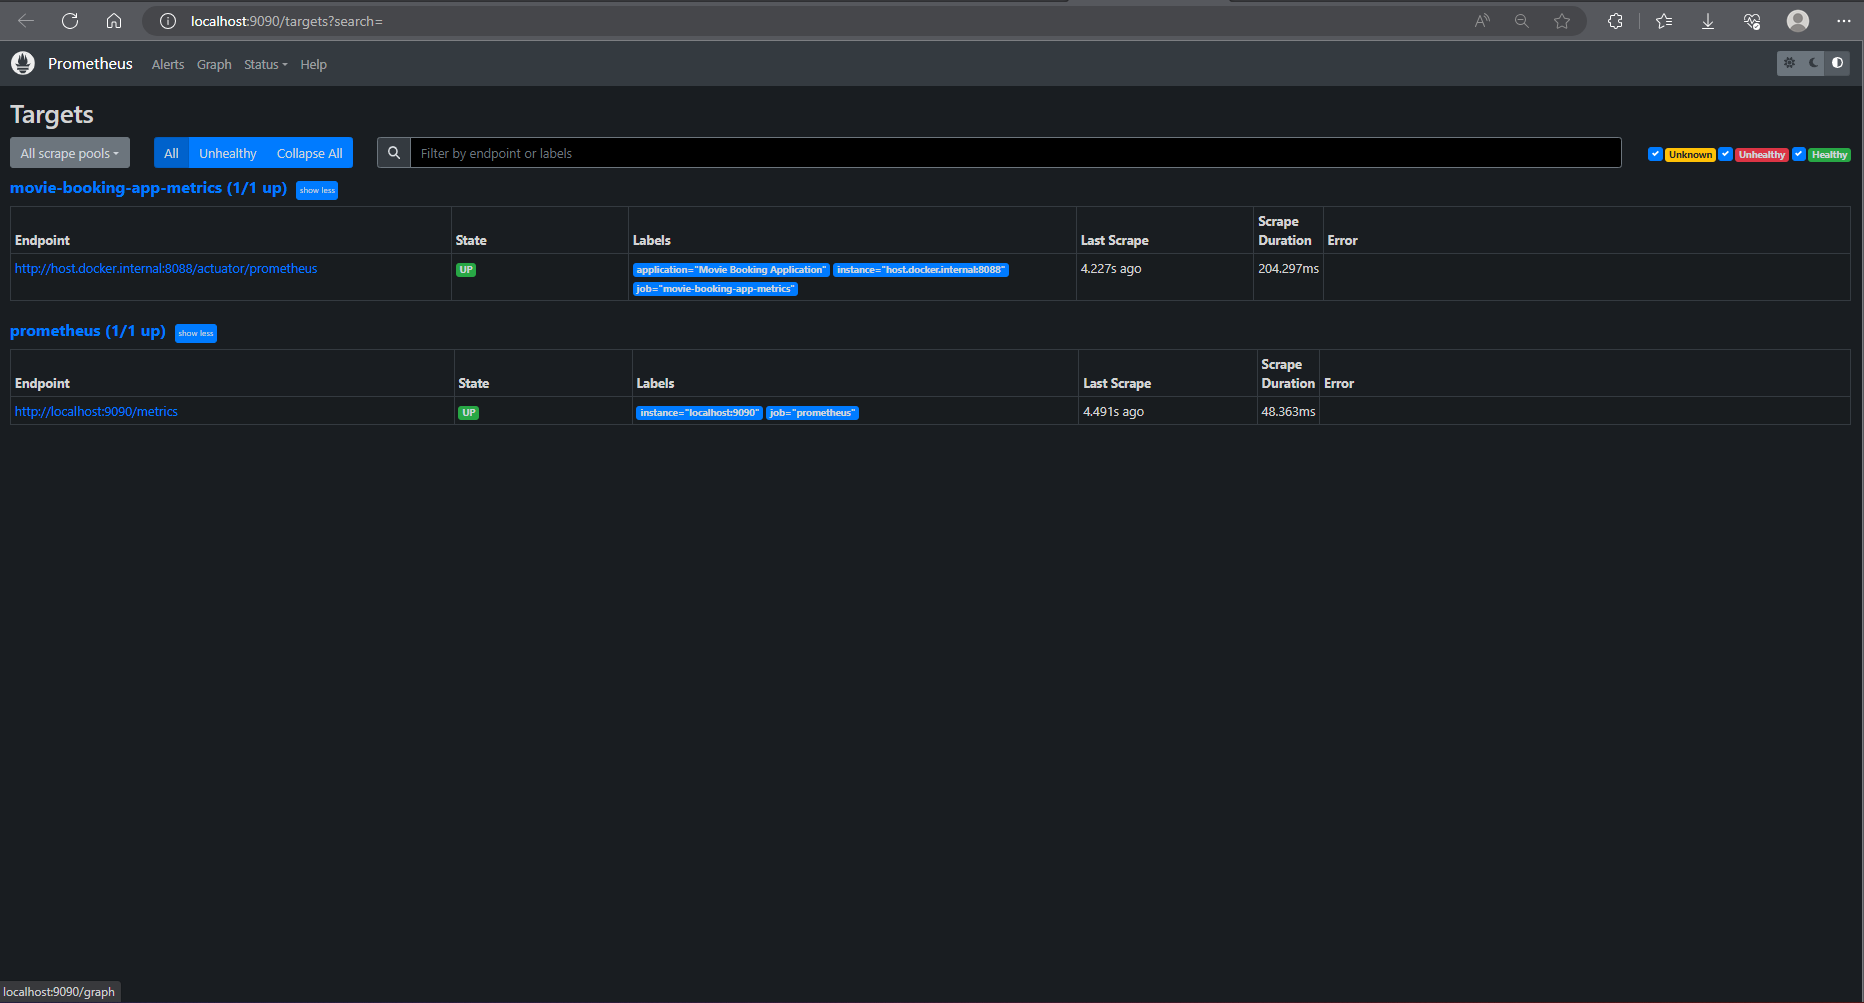 localhost:9090/targets?search=
Prometheus Alerts Graph Status Help
Targets
All scrape pools All Unhealthy Collapse All Filter by endpoint or labels Unknown Unhealthy Healthy
movie-booking-app-metrics (1/1 up) show less
Endpoint State Labels Last Scrape Scrape Duration Error
http://host.docker.internal:8088/actuator/prometheus UP application="Movie Booking Application" instance="host.docker.internal:8088" 4.227s ago 204.297ms
job="movie-booking-app-metrics"
prometheus (1/1 up) show less
Endpoint State Labels Last Scrape Scrape Duration Error
http://localhost:9090/metrics UP instance="localhost:9090" job="prometheus" 4.491s ago 48.363ms
localhost:9090/graph